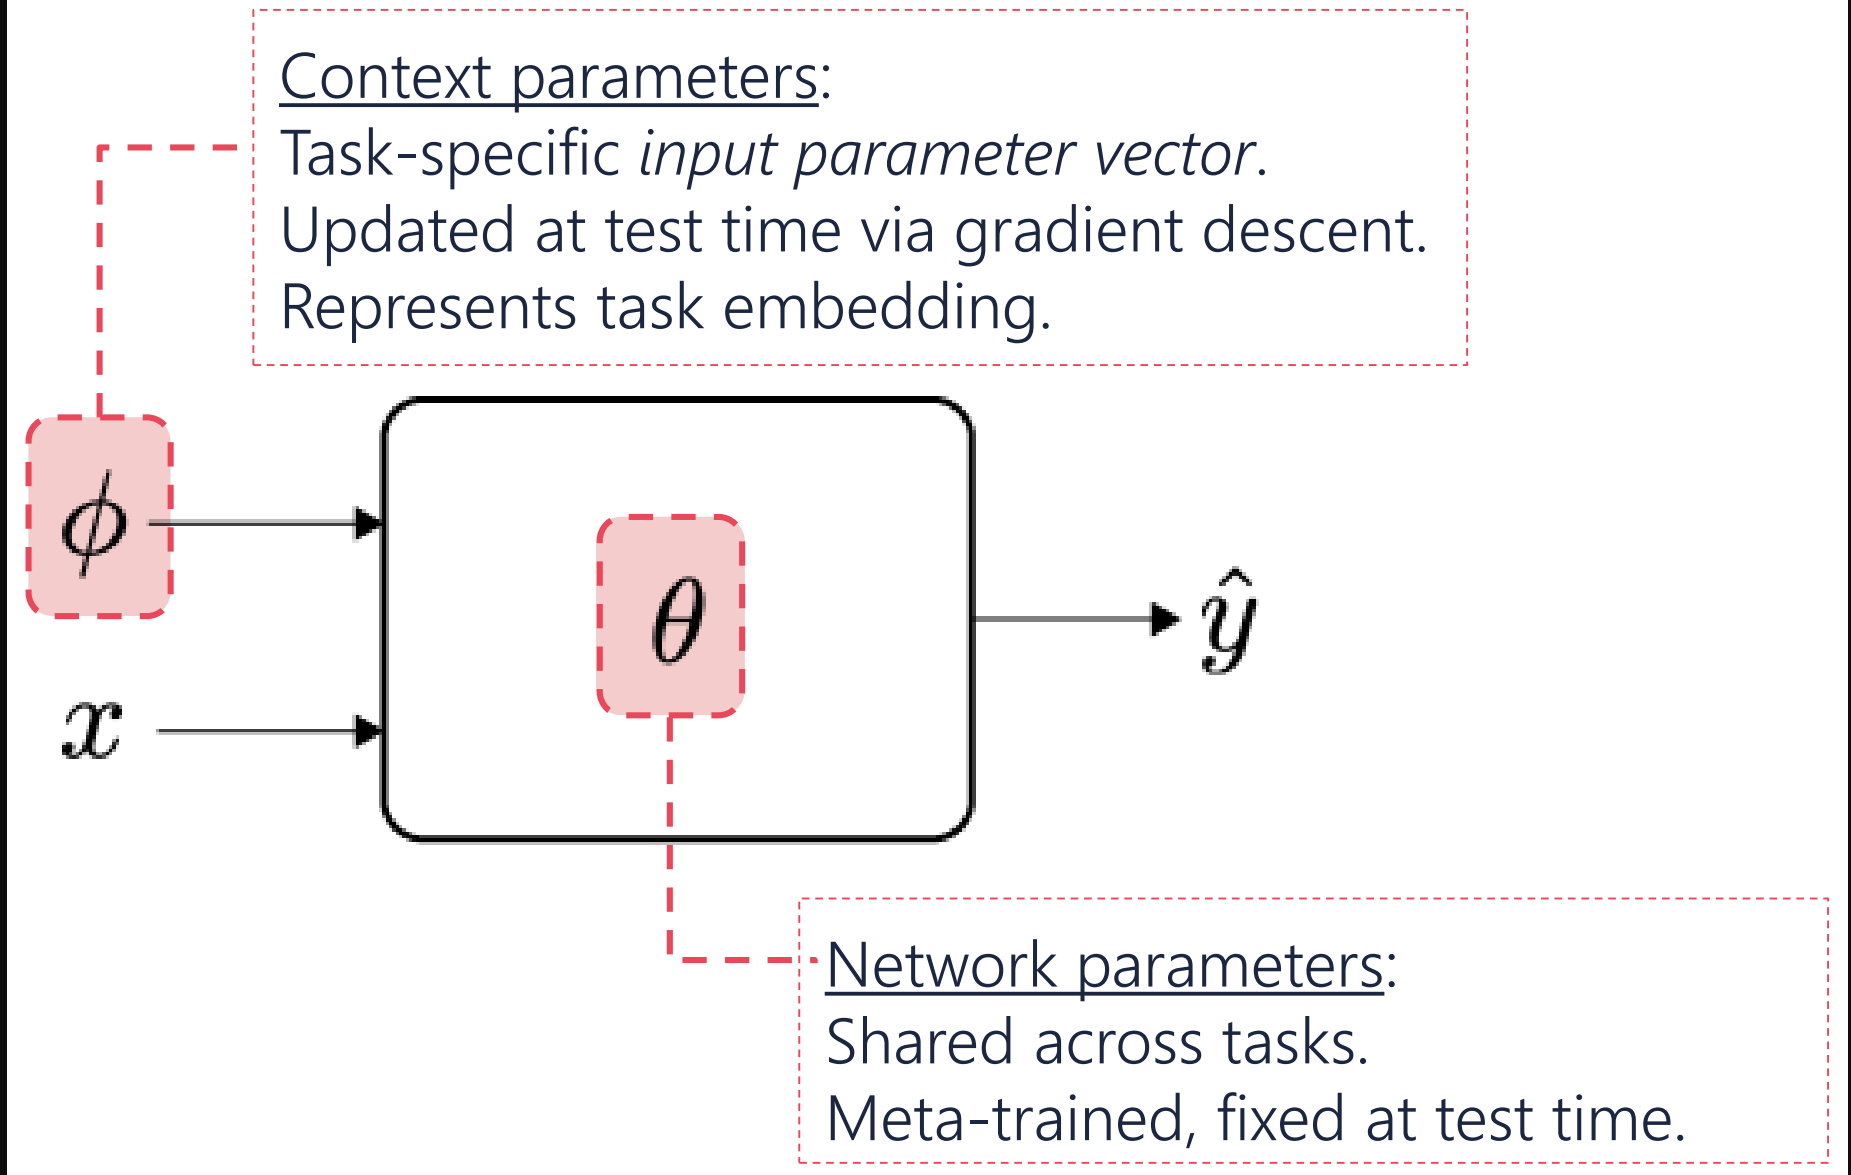 Context parameters:
Task-specific input parameter vector.
Updated at test time via gradient descent.
Represents task embedding.
ϕ
θ
ŷ
x
Network parameters:
Shared across tasks.
Meta-trained, fixed at test time.